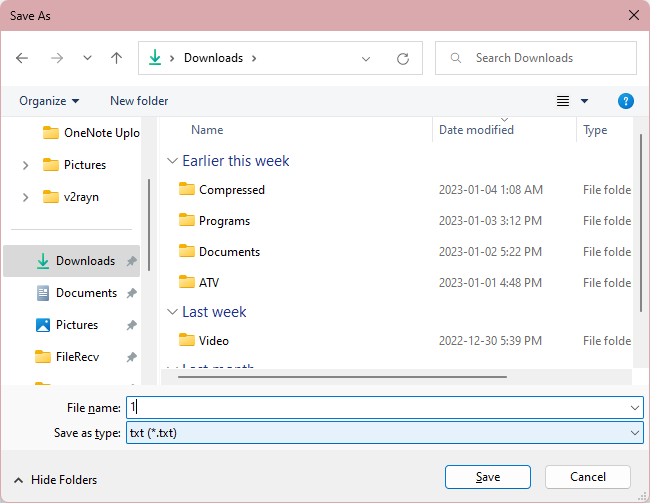 Save As
Downloads
Search Downloads
Organize
New folder
Name
Date modified
Type
OneNote Uplo
Pictures
v2rayn
Downloads
Documents
Pictures
FileRecv
Earlier this week
Compressed 2023-01-04 1:08 AM File folde
Programs 2023-01-03 3:12 PM File folde
Documents 2023-01-02 5:22 PM File folde
ATV 2023-01-01 4:48 PM File folde
Last week
Video 2022-12-30 5:39 PM File folde
Last month
File name: 1
Save as type: txt (*.txt)
Hide Folders
Save
Cancel